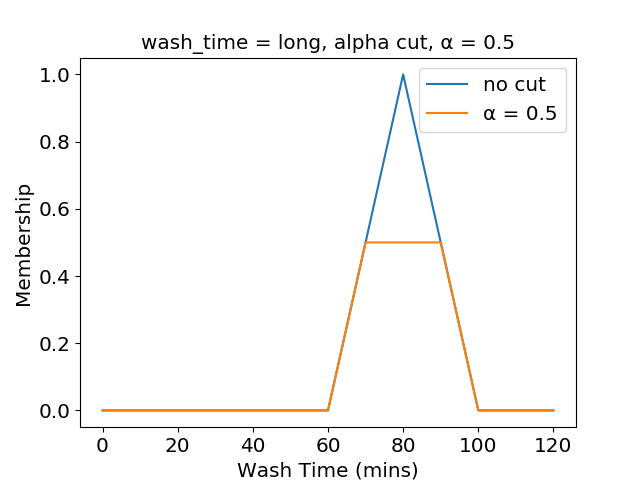 wash_time = long, alpha cut, α = 0.5
no cut
α = 0.5
Membership
1.0
0.8
0.6
0.4
0.2
0.0
0 20 40 60 80 100 120
Wash Time (mins)